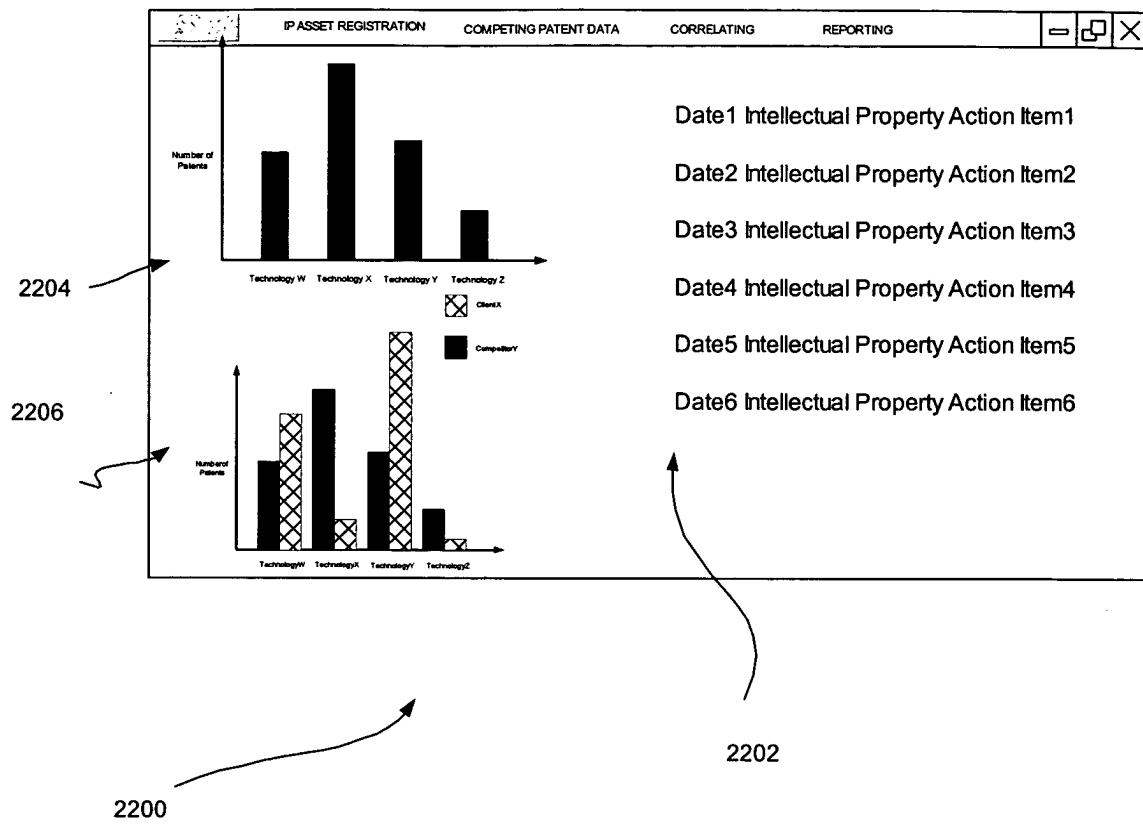 IP ASSET REGISTRATION
COMPETING PATENT DATA
CORRELATING
REPORTING
Number of
Patents
Technology W
Technology X
Technology Y
Technology Z
ClientX
CompetitorY
Numberof
Patents
TechnologyW
TechnologyX
TechnologyY
TechnologyZ
Date1 Intellectual Property Action Item1
Date2 Intellectual Property Action Item2
Date3 Intellectual Property Action Item3
Date4 Intellectual Property Action Item4
Date5 Intellectual Property Action Item5
Date6 Intellectual Property Action Item6
2204
2206
2202
2200